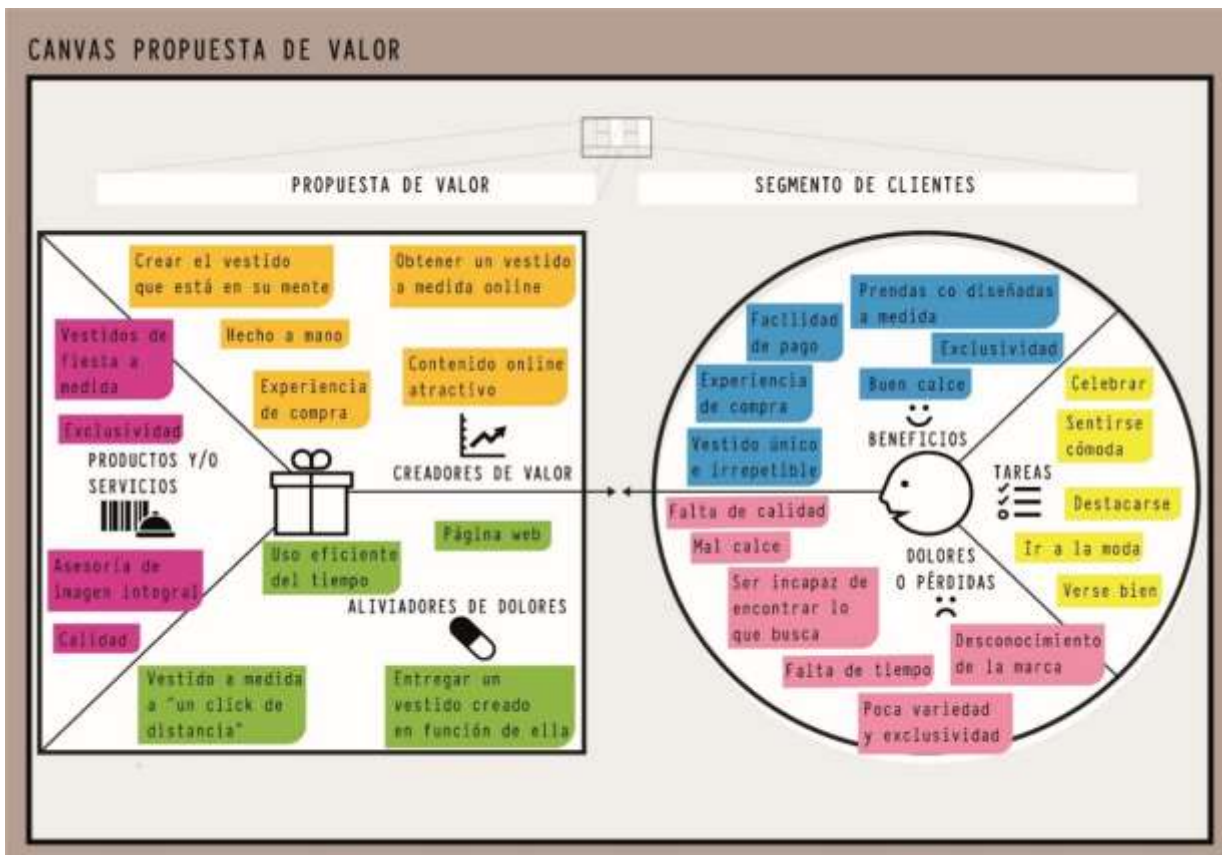 CANVAS PROPUESTA DE VALOR
PROPUESTA DE VALOR
Crear el vestido
que está en su mente
Obtener un vestido
a medida online
Vestidos de
fiesta a
medida
Hecho a mano
Experiencia
de compra
Contenido online
atractivo
Exclusividad
PRODUCTOS Y/O
SERVICIOS
CREADORES DE VALOR
Asesoría de
imagen integral
Calidad
Uso eficiente
del tiempo
Página web
ALIVIADORES DE DOLORES
Vestido a medida
a "un click de
distancia"
Entregar un
vestido creado
en función de ella
SEGMENTO DE CLIENTES
Prendas co diseñadas
a medida
Facilidad
de pago
Exclusividad
Experiencia
de compra
Buen calce
Vestido único
e irrepetible
BENEFICIOS
Celebrar
Sentirse
cómoda
TAREAS
Destacarse
Ir a la moda
Verse bien
Falta de calidad
Mal calce
DOLORES
O PÉRDIDAS
Ser incapaz de
encontrar lo
que busca
Desconocimiento
de la marca
Falta de tiempo
Poca variedad
y exclusividad